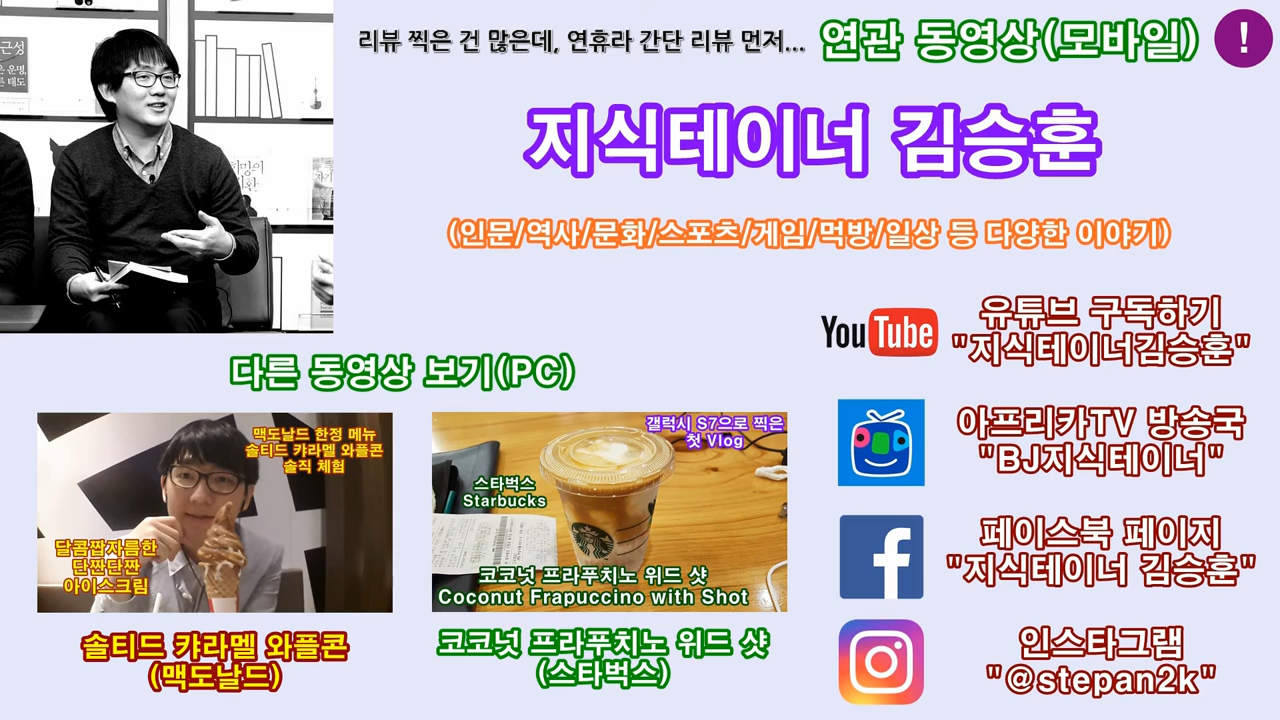 근성
은 운명,
른 태도
희망의
리뷰 찍은 건 많은데, 연휴라 간단 리뷰 먼저...
연관 동영상(모바일)
!
지식테이너 김승훈
(인문/역사/문화/스포츠/게임/먹방/일상 등 다양한 이야기)
다른 동영상 보기(PC)
맥도날드 한정 메뉴
솔티드 캬라멜 와플콘
솔직 체험
달콤짭자름한
단짠단짠
아이스크림
솔티드 캬라멜 와플콘
(맥도날드)
갤럭시 S7으로 찍은
첫 Vlog
스타벅스
Starbucks
코코넛 프라푸치노 위드 샷
Coconut Frapuccino with Shot
코코넛 프라푸치노 위드 샷
(스타벅스)
YouTube
유튜브 구독하기
"지식테이너김승훈"
아프리카TV 방송국
"BJ지식테이너"
f
페이스북 페이지
"지식테이너 김승훈"
인스타그램
"@stepan2k"